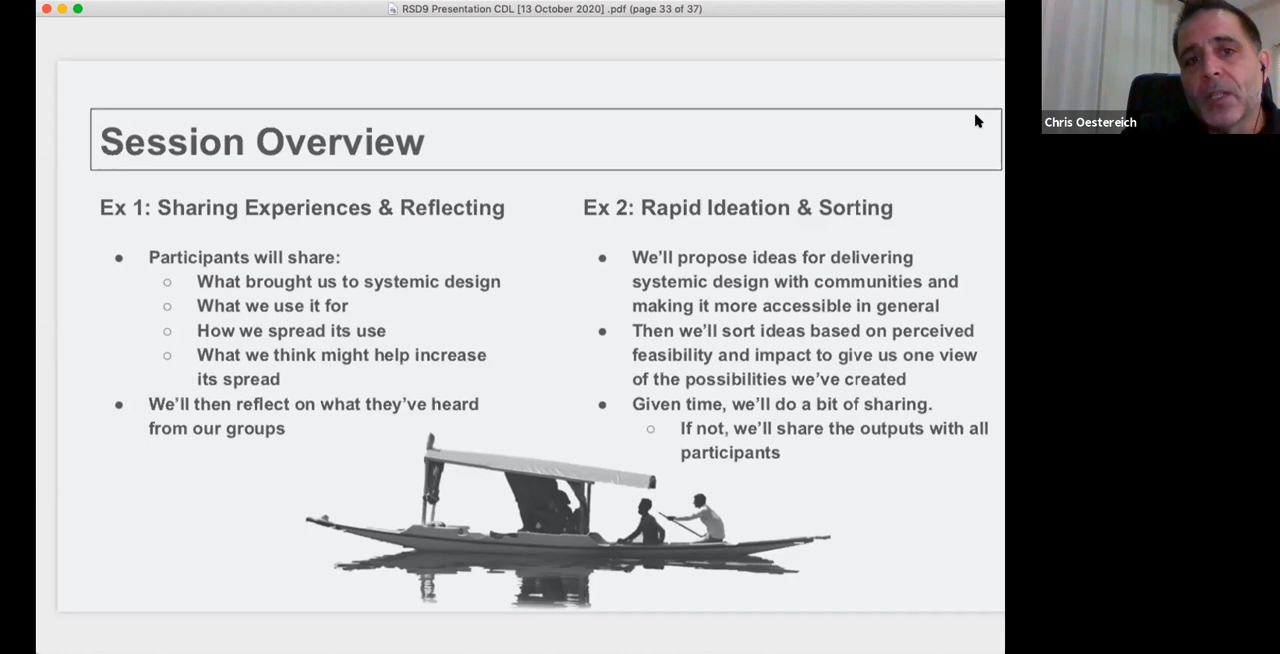 RSD9 Presentation CDL [13 October 2020] .pdf (page 33 of 37)
Chris Oestereich
Session Overview
Ex 1: Sharing Experiences & Reflecting
● Participants will share:
○ What brought us to systemic design
○ What we use it for
○ How we spread its use
○ What we think might help increase
its spread
● We'll then reflect on what they've heard
from our groups
Ex 2: Rapid Ideation & Sorting
● We'll propose ideas for delivering
systemic design with communities and
making it more accessible in general
● Then we'll sort ideas based on perceived
feasibility and impact to give us one view
of the possibilities we've created
● Given time, we'll do a bit of sharing.
○ If not, we'll share the outputs with all
participants